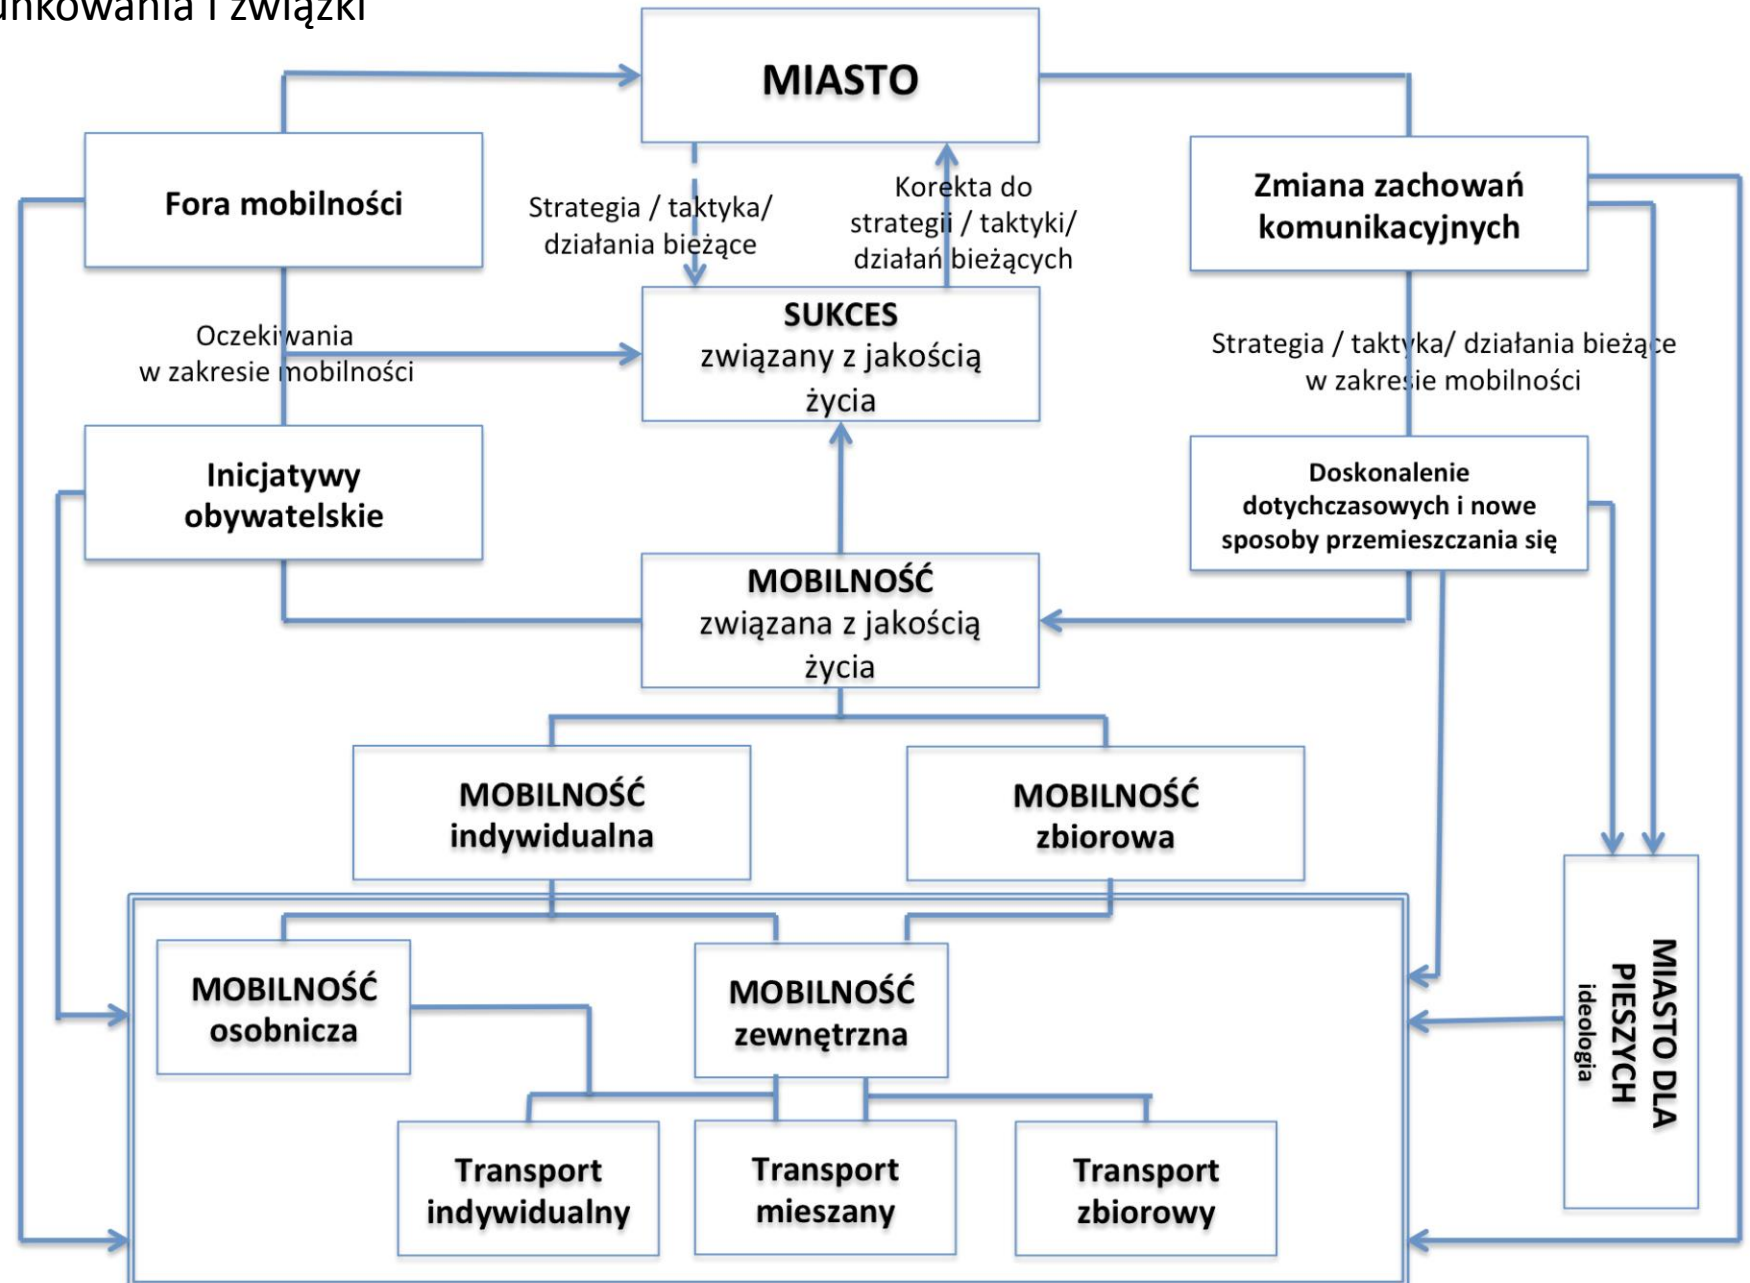 i związki
MIASTO
Fora mobilności
Strategia / taktyka/
działania bieżące
Korekta do
strategii / taktyki/
działań bieżących
Zmiana zachowań
komunikacyjnych
SUKCES
związany z jakością
życia
Oczekiwania
w zakresie mobilności
Strategia / taktyka/ działania bieżące
w zakresie mobilności
Inicjatywy
obywatelskie
Doskonalenie
dotychczasowych i nowe
sposoby przemieszczania się
MOBILNOŚĆ
związana z jakością
życia
MOBILNOŚĆ
indywidualna
MOBILNOŚĆ
zbiorowa
MOBILNOŚĆ
osobnicza
MOBILNOŚĆ
zewnętrzna
MIASTO DLA
PIESZYCH
ideologia
Transport
indywidualny
Transport
mieszany
Transport
zbiorowy